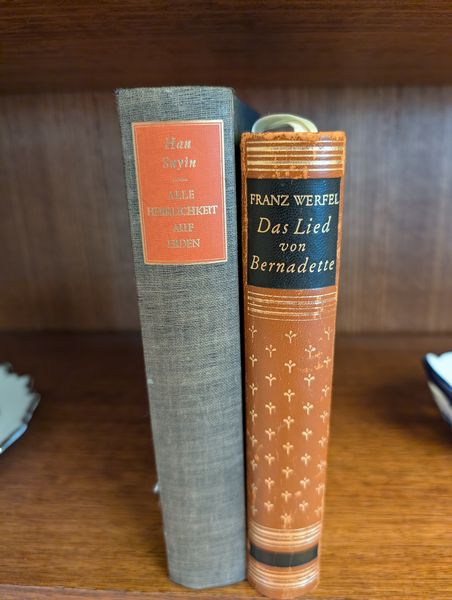 Han
Suyin
ALLE
HERRLICHKEIT
AUF
ERDEN
FRANZ WERFEL
Das Lied
von
Bernadette